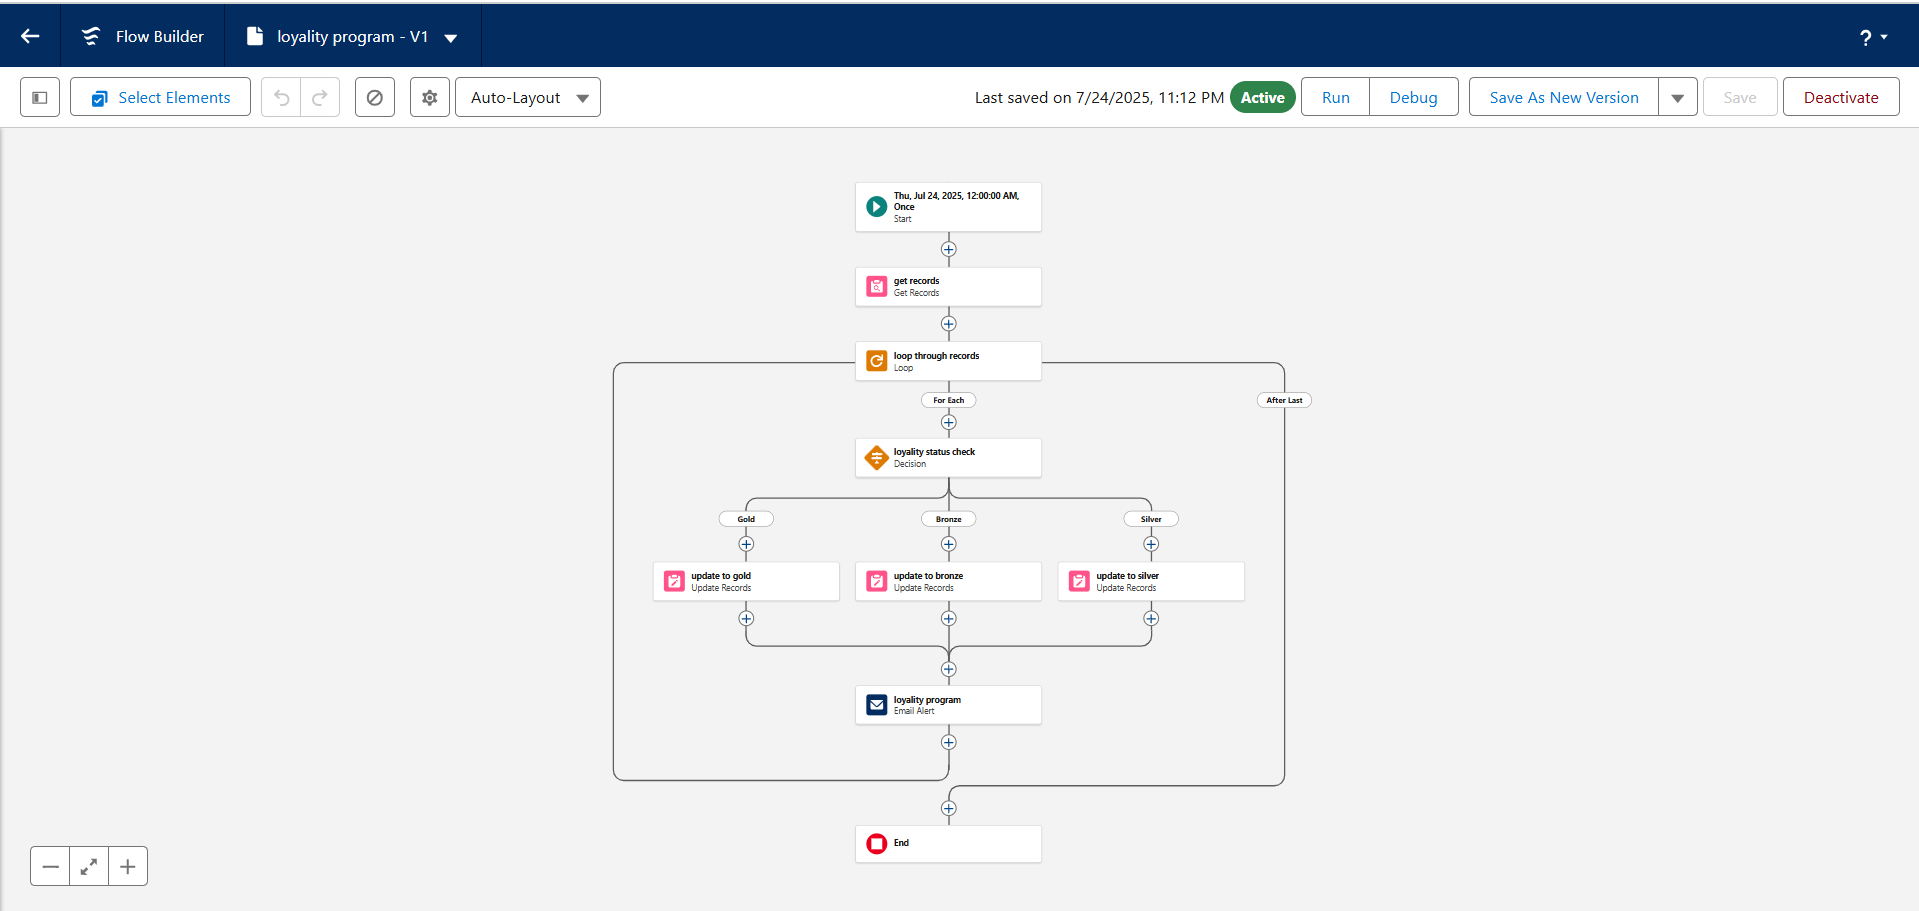 Flow Builder
loyality program - V1
?
Select Elements
Auto-Layout
Last saved on 7/24/2025, 11:12 PM
Active
Run
Debug
Save As New Version
Save
Deactivate
Thu, Jul 24, 2025, 12:00:00 AM,
Once
Start
get records
Get Records
loop through records
Loop
For Each
After Last
loyality status check
Decision
Gold
Bronze
Silver
update to gold
Update Records
update to bronze
Update Records
update to silver
Update Records
loyality program
Email Alert
End